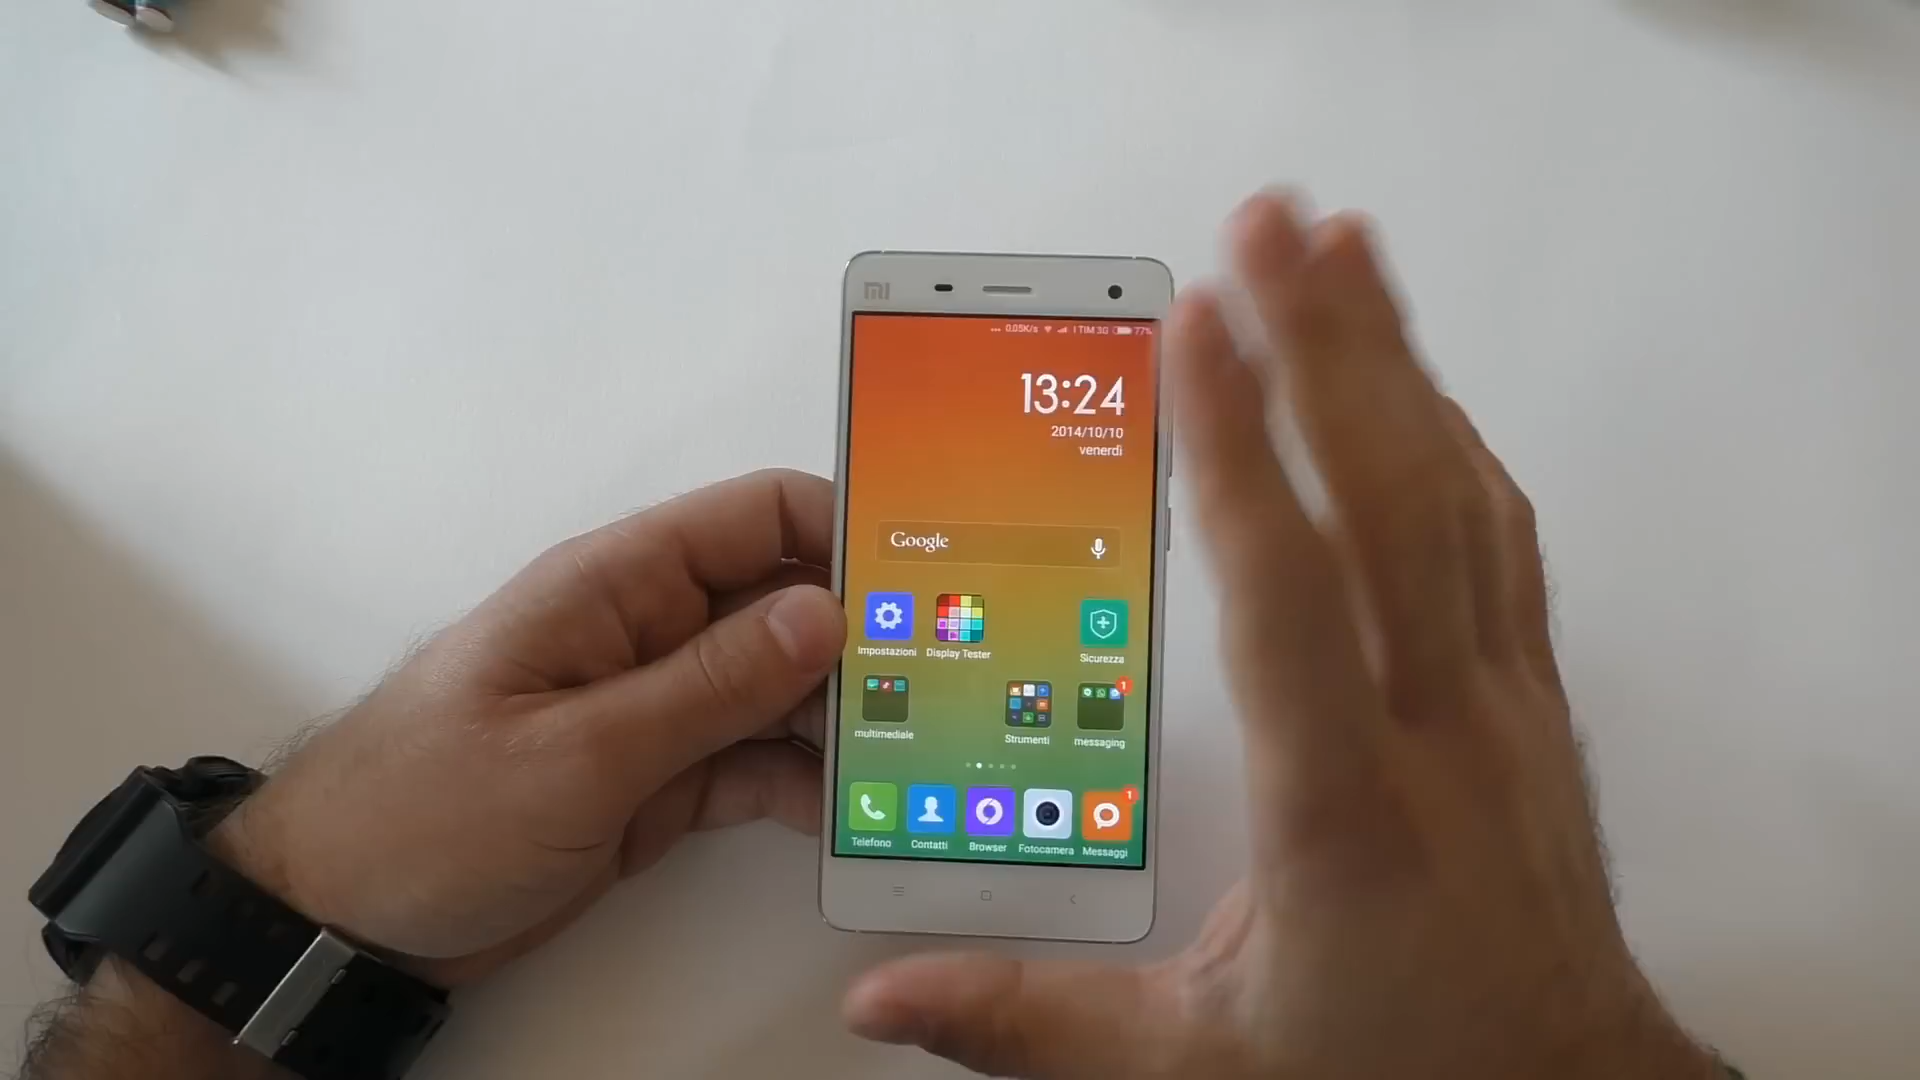 mi
... 0,05K/s I TIM 3G 77%
13:24
2014/10/10
venerdì
Google
Impostazioni
Display Tester
Sicurezza
multimediale
Strumenti
1
messaging
1
Telefono
Contatti
Browser
Fotocamera
Messaggi